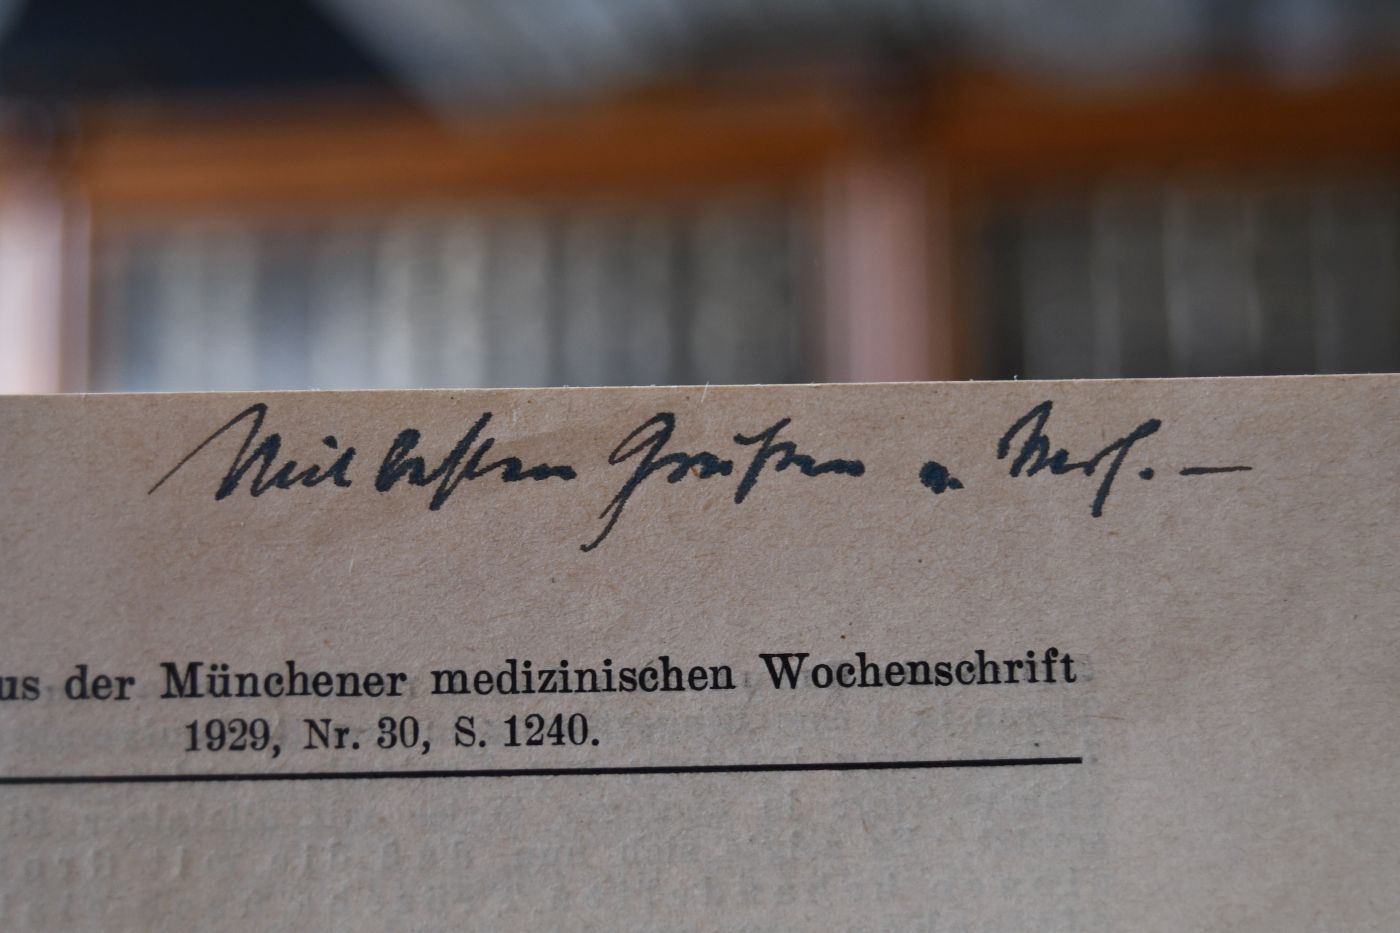 Mit besten Grüßen v. Verf. —
us der Münchener medizinischen Wochenschrift
1929, Nr. 30, S. 1240.